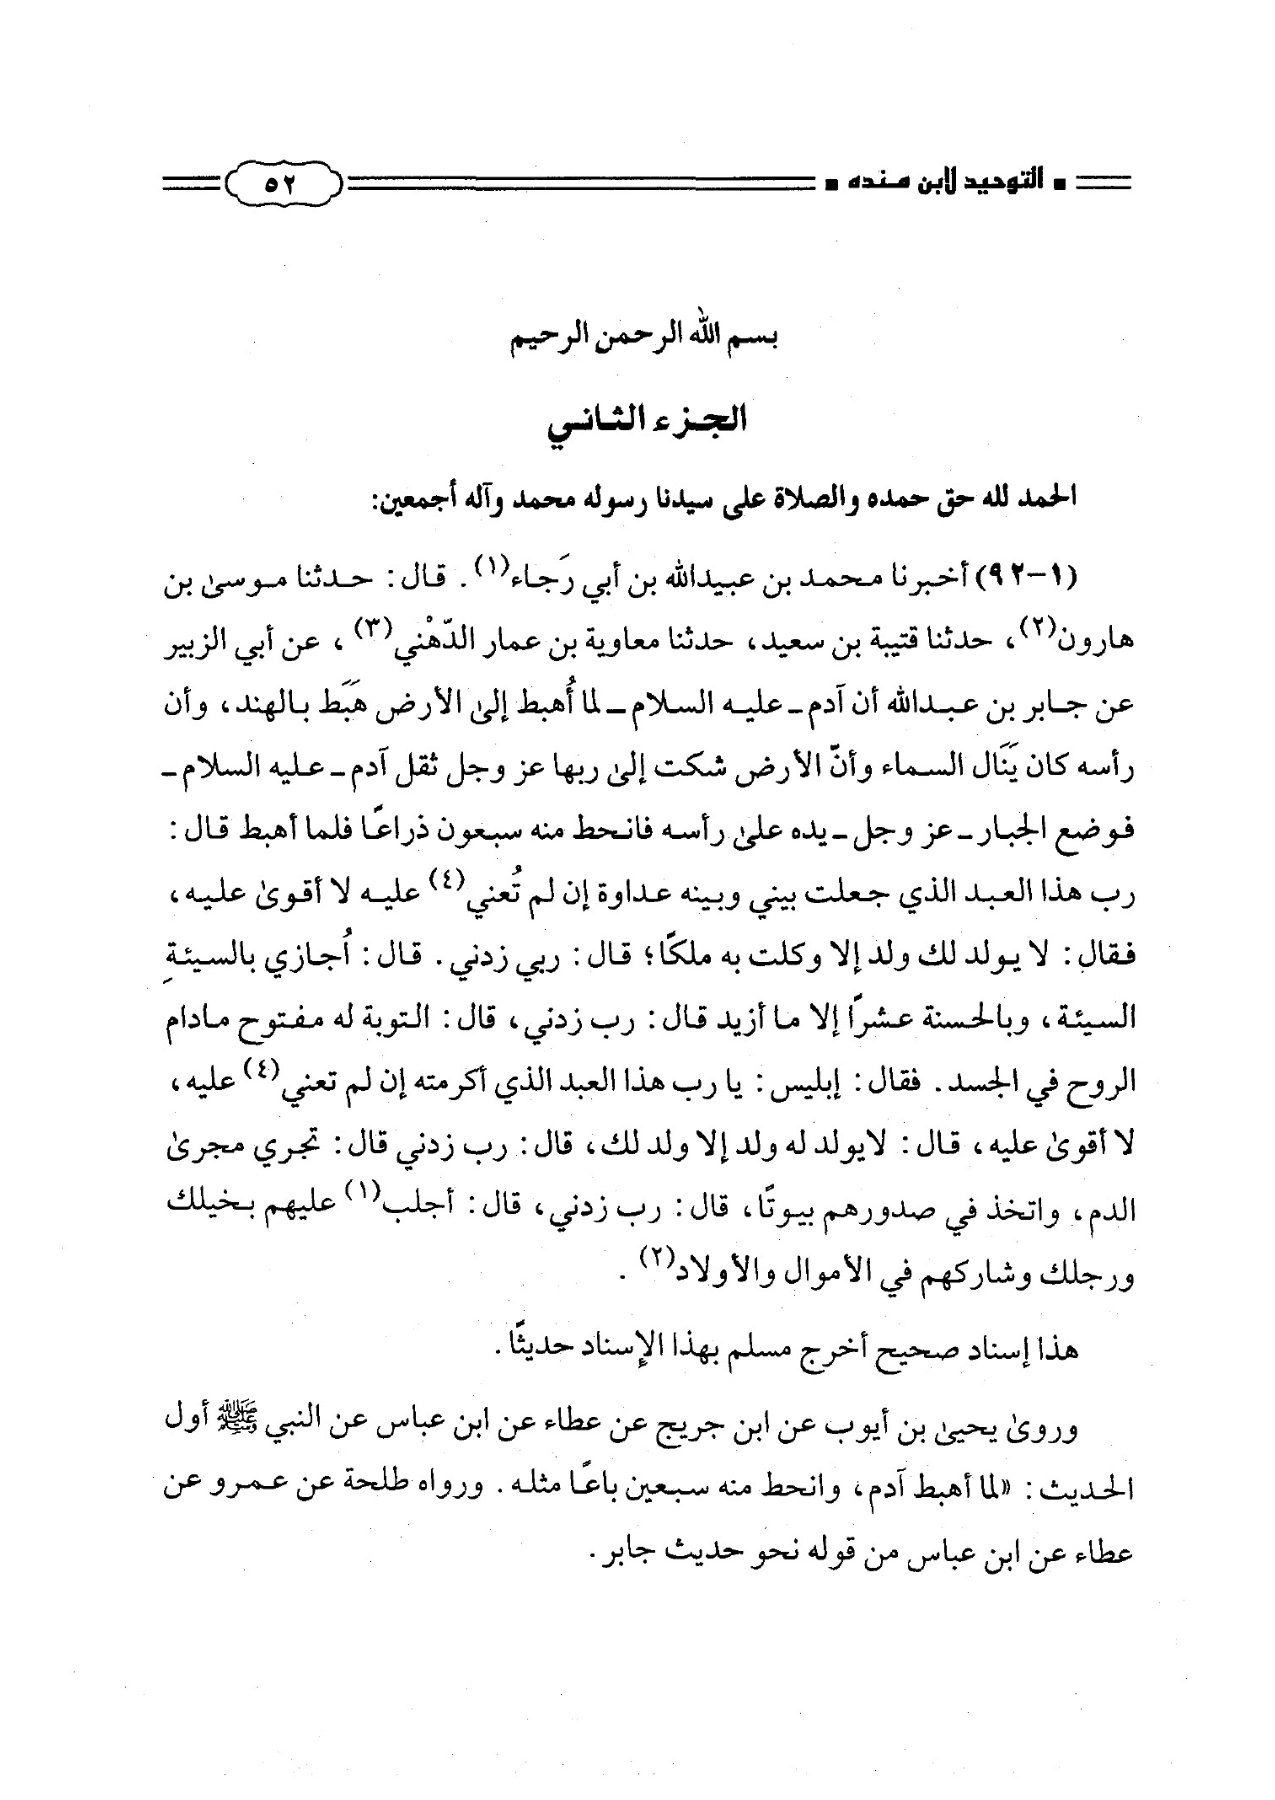 التوحيد لابن منده
٥٢
بسم الله الرحمن الرحيم
الجزء الثاني
الحمد لله حق حمده والصلاة على سيدنا رسوله محمد وآله أجمعين:
(١-٩٢) أخبرنا محمد بن عبيدالله بن أبي رَجاء(١). قال: حدثنا موسىٰ بن
هارون(٢)، حدثنا قتيبة بن سعيد، حدثنا معاوية بن عمار الدّهْني(٣)، عن أبي الزبير
عن جابر بن عبدالله أن آدم ـ عليه السلام ـ لما أُهبط إلىٰ الأرض هَبَط بالهند، وأن
رأسه كان يَنَال السماء وأنّ الأرض شكت إلىٰ ربها عز وجل ثقل آدم ـ عليه السلام ـ
فوضع الجبار ـ عز وجل ـ يده علىٰ رأسه فانحط منه سبعون ذراعًا فلما أهبط قال:
رب هذا العبد الذي جعلت بيني وبينه عداوة إن لم تُعني(٤) عليه لا أقوىٰ عليه،
فقال: لا يولد لك ولد إلا وكلت به ملكًا؛ قال: ربي زدني. قال: أُجازي بالسيئةِ
السيئة، وبالحسنة عشرًا إلا ما أزيد قال: رب زدني، قال: التوبة له مفتوح مادام
الروح في الجسد. فقال: إبليس: يا رب هذا العبد الذي أكرمته إن لم تعني(٤) عليه،
لا أقوىٰ عليه، قال: لايولد له ولد إلا ولد لك، قال: رب زدني قال: تجري مجرىٰ
الدم، واتخذ في صدورهم بيوتًا، قال: رب زدني، قال: أجلب(١) عليهم بخيلك
ورجلك وشاركهم في الأموال والأولاد(٢).
هذا إسناد صحيح أخرج مسلم بهذا الإسناد حديثًا.
وروىٰ يحيىٰ بن أيوب عن ابن جريج عن عطاء عن ابن عباس عن النبي ﷺ أول
الحديث: «لما أهبط آدم، وانحط منه سبعين باعًا مثله. ورواه طلحة عن عمرو عن
عطاء عن ابن عباس من قوله نحو حديث جابر.